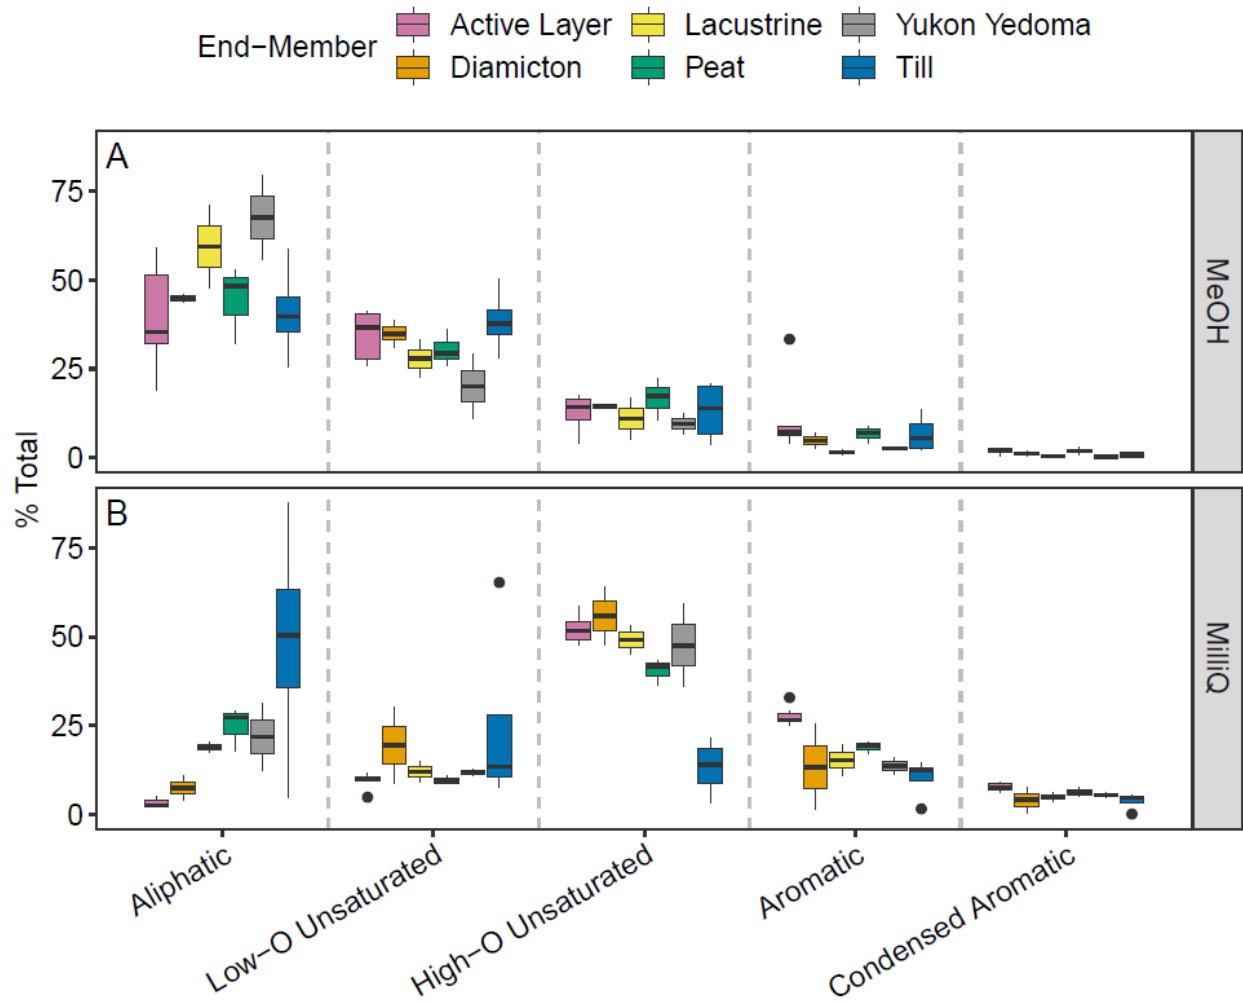 End−Member
Active Layer
Lacustrine
Yukon Yedoma
Diamicton
Peat
Till
A
75
50
25
0
MeOH
% Total
B
75
50
25
0
MilliQ
Aliphatic
Low−O Unsaturated
High−O Unsaturated
Aromatic
Condensed Aromatic